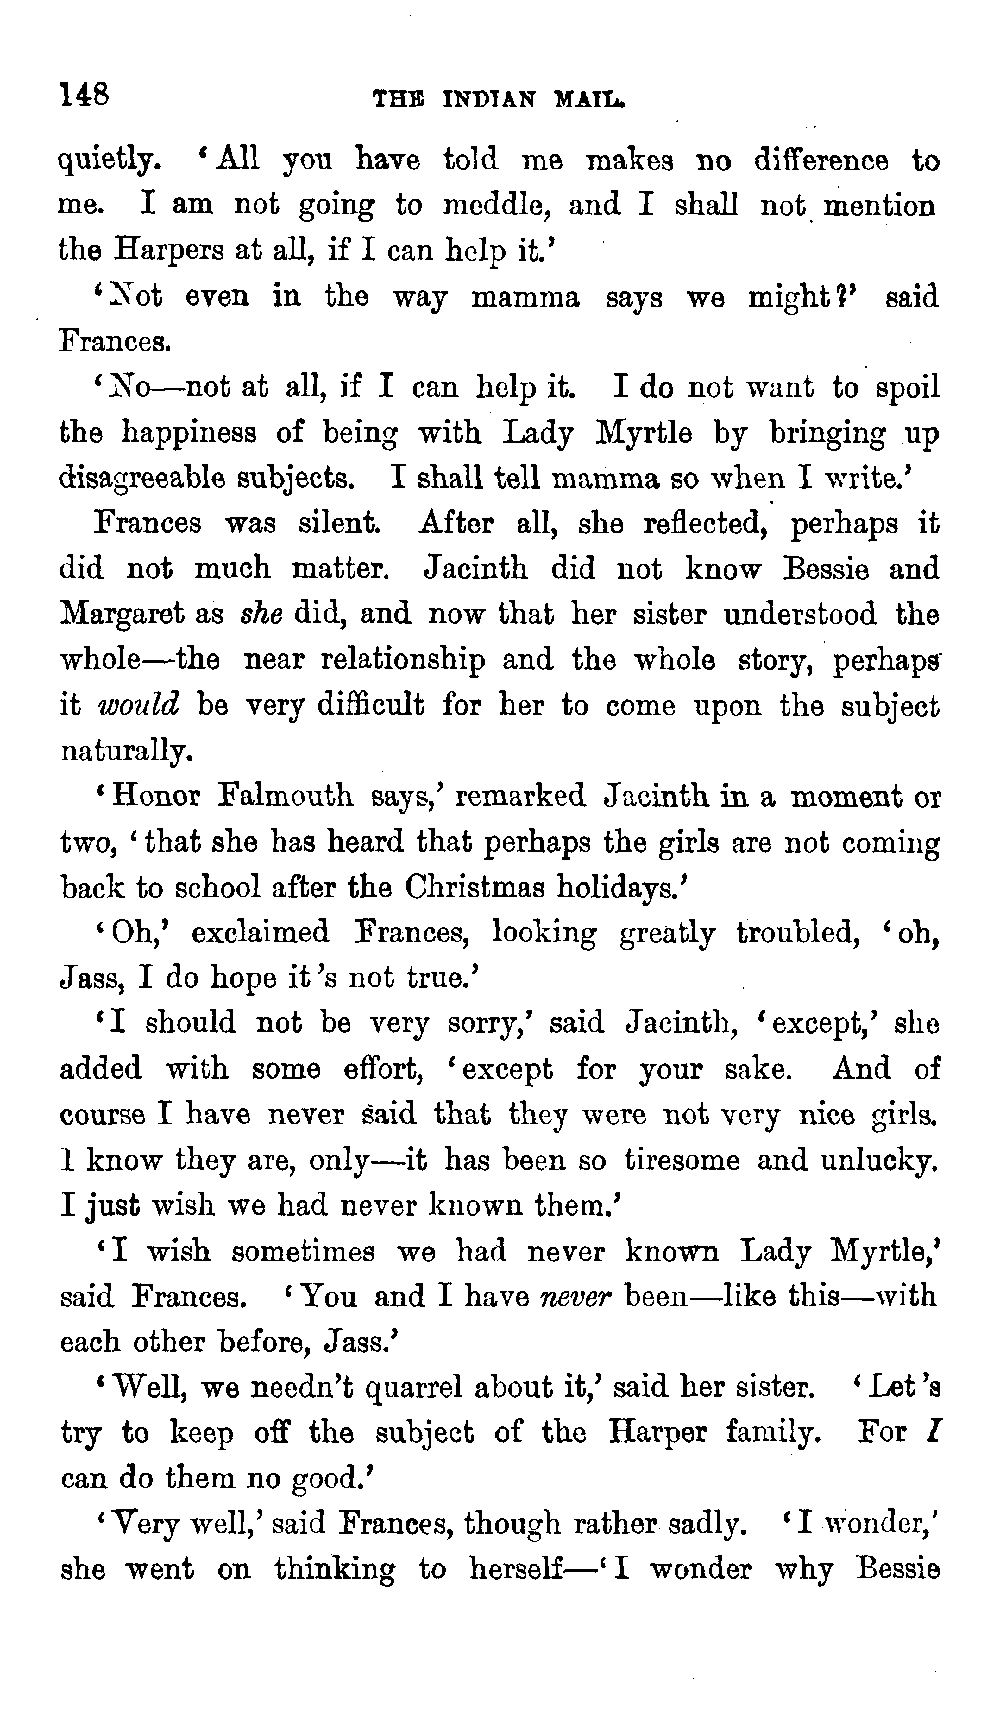 148 THE INDIAN MAIL.
quietly. ‘All you have told me makes no difference to
me. I am not going to meddle, and I shall not mention
the Harpers at all, if I can help it.’
‘Not even in the way mamma says we might?’ said
Frances.
‘No—not at all, if I can help it. I do not want to spoil
the happiness of being with Lady Myrtle by bringing up
disagreeable subjects. I shall tell mamma so when I write.’
Frances was silent. After all, she reflected, perhaps it
did not much matter. Jacinth did not know Bessie and
Margaret as she did, and now that her sister understood the
whole—the near relationship and the whole story, perhaps
it would be very difficult for her to come upon the subject
naturally.
‘Honor Falmouth says,’ remarked Jacinth in a moment or
two, ‘that she has heard that perhaps the girls are not coming
back to school after the Christmas holidays.’
‘Oh,’ exclaimed Frances, looking greatly troubled, ‘oh,
Jass, I do hope it’s not true.’
‘I should not be very sorry,’ said Jacinth, ‘except,’ she
added with some effort, ‘except for your sake. And of
course I have never said that they were not very nice girls.
I know they are, only—it has been so tiresome and unlucky.
I just wish we had never known them.’
‘I wish sometimes we had never known Lady Myrtle,’
said Frances. ‘You and I have never been—like this—with
each other before, Jass.’
‘Well, we needn’t quarrel about it,’ said her sister. ‘Let’s
try to keep off the subject of the Harper family. For I
can do them no good.’
‘Very well,’ said Frances, though rather sadly. ‘I wonder,’
she went on thinking to herself—‘I wonder why Bessie